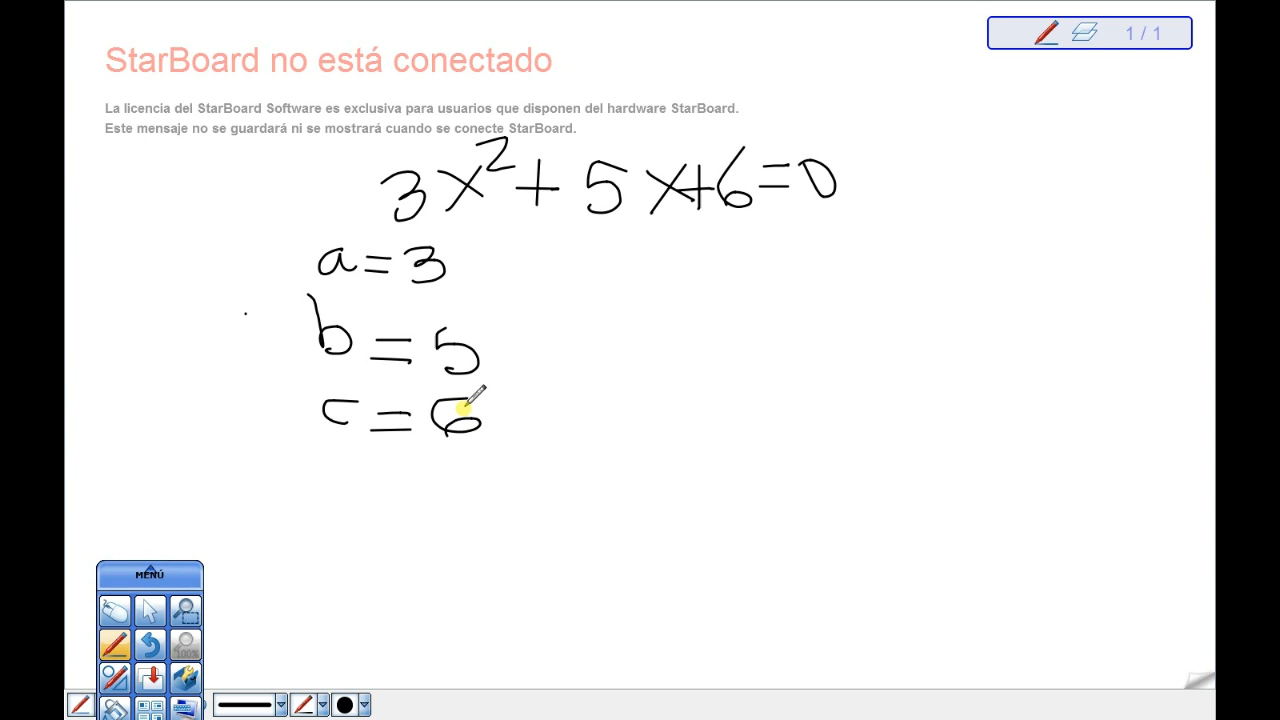 StarBoard no está conectado
1 / 1
La licencia del StarBoard Software es exclusiva para usuarios que disponen del hardware StarBoard.
Este mensaje no se guardará ni se mostrará cuando se conecte StarBoard.
3x²+5x+6=0
a=3
b=5
c=6
MENÚ
100%